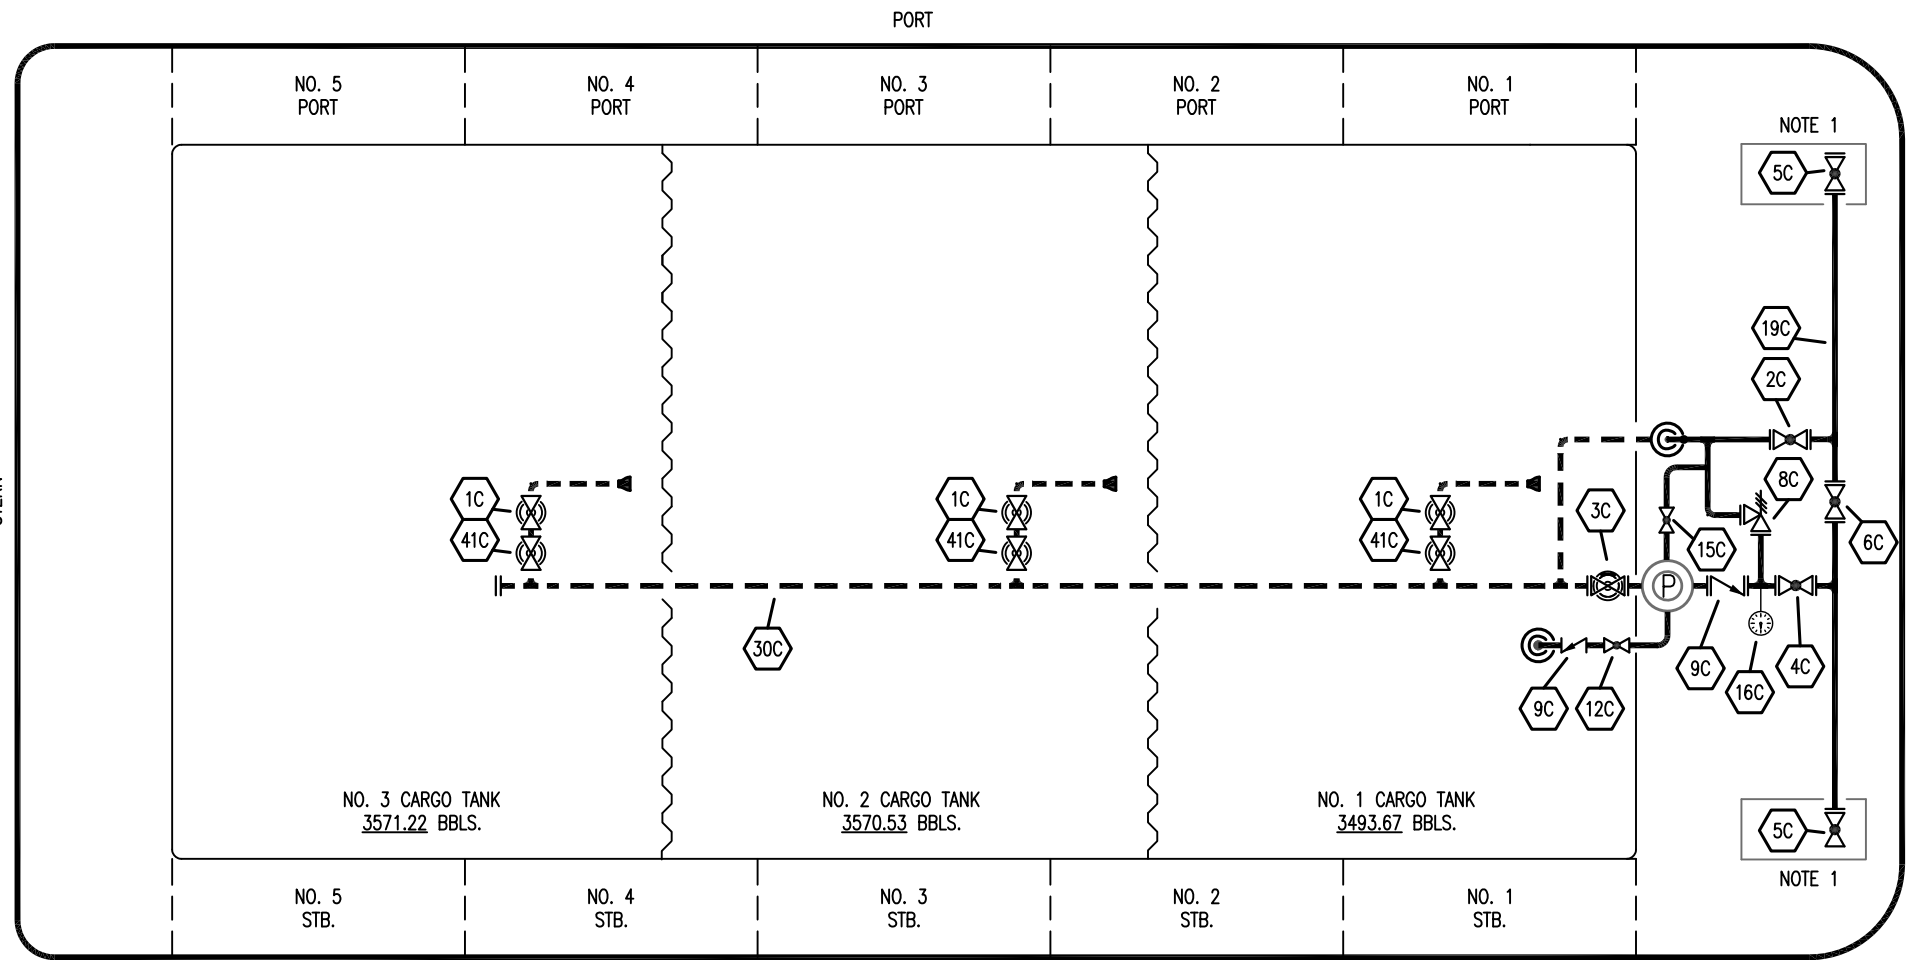 PORT
NO. 5
PORT
NO. 4
PORT
NO. 3
PORT
NO. 2
PORT
NO. 1
PORT
NOTE 1
5C
19C
2C
8C
3C
1C
41C
1C
41C
1C
41C
15C
6C
P
30C
9C
12C
9C
16C
4C
NO. 3 CARGO TANK
3571.22 BBLS.
NO. 2 CARGO TANK
3570.53 BBLS.
NO. 1 CARGO TANK
3493.67 BBLS.
5C
NOTE 1
NO. 5
STB.
NO. 4
STB.
NO. 3
STB.
NO. 2
STB.
NO. 1
STB.